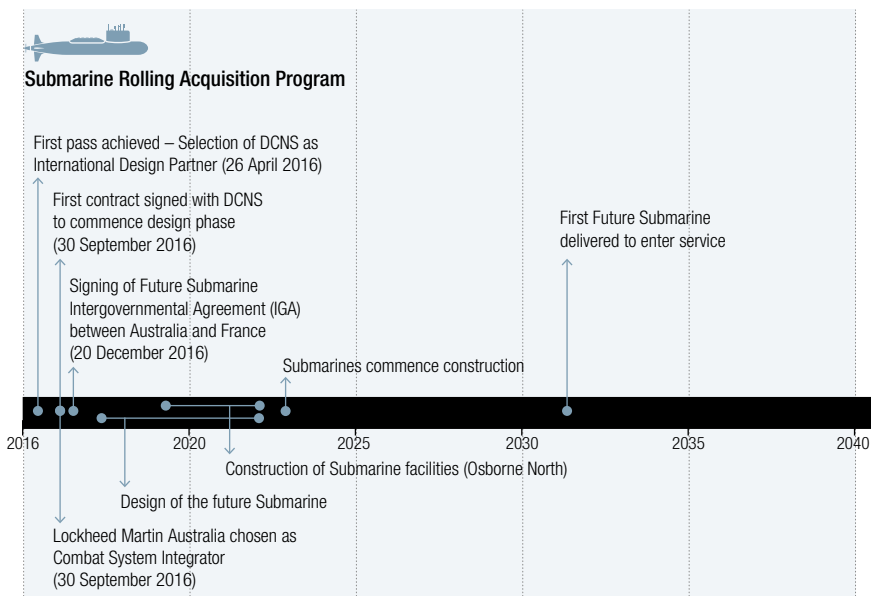 Submarine Rolling Acquisition Program
First pass achieved – Selection of DCNS as
International Design Partner (26 April 2016)
First contract signed with DCNS
to commence design phase
(30 September 2016)
Signing of Future Submarine
Intergovernmental Agreement (IGA)
between Australia and France
(20 December 2016)
Submarines commence construction
First Future Submarine
delivered to enter service
2016 2020 2025 2030 2035 2040
Construction of Submarine facilities (Osborne North)
Design of the future Submarine
Lockheed Martin Australia chosen as
Combat System Integrator
(30 September 2016)